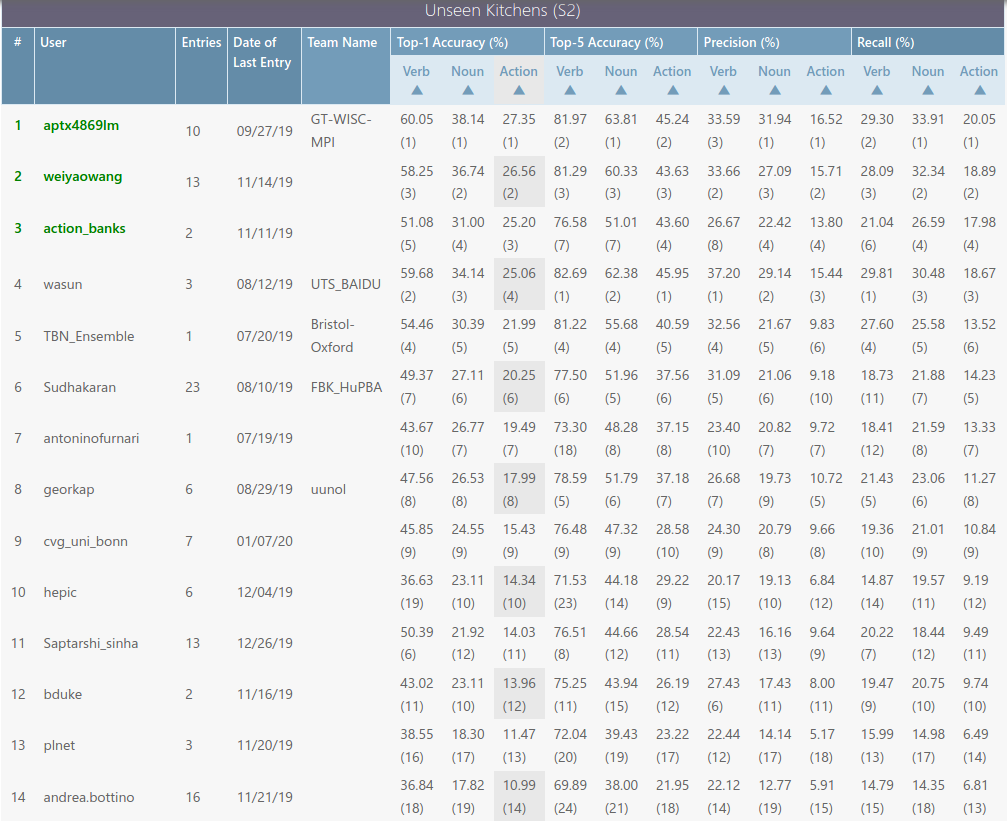 Unseen Kitchens (S2)
# User Entries Date of Last Entry Team Name Top-1 Accuracy (%) Top-5 Accuracy (%) Precision (%) Recall (%)
Verb Noun Action Verb Noun Action Verb Noun Action Verb Noun Action
▲ ▲ ▲ ▲ ▲ ▲ ▲ ▲ ▲ ▲ ▲ ▲
1 aptx4869lm 10 09/27/19 GT-WISC-MPI 60.05 38.14 27.35 81.97 63.81 45.24 33.59 31.94 16.52 29.30 33.91 20.05
(1) (1) (1) (2) (1) (2) (3) (1) (1) (2) (1) (1)
2 weiyaowang 13 11/14/19 58.25 36.74 26.56 81.29 60.33 43.63 33.66 27.09 15.71 28.09 32.34 18.89
(3) (2) (2) (3) (3) (3) (2) (3) (2) (3) (2) (2)
3 action_banks 2 11/11/19 51.08 31.00 25.20 76.58 51.01 43.60 26.67 22.42 13.80 21.04 26.59 17.98
(5) (4) (3) (7) (7) (4) (8) (4) (4) (6) (4) (4)
4 wasun 3 08/12/19 UTS_BAIDU 59.68 34.14 25.06 82.69 62.38 45.95 37.20 29.14 15.44 29.81 30.48 18.67
(2) (3) (4) (1) (2) (1) (1) (2) (3) (1) (3) (3)
5 TBN_Ensemble 1 07/20/19 Bristol-Oxford 54.46 30.39 21.99 81.22 55.68 40.59 32.56 21.67 9.83 27.60 25.58 13.52
(4) (5) (5) (4) (4) (5) (4) (5) (6) (4) (5) (6)
6 Sudhakaran 23 08/10/19 FBK_HuPBA 49.37 27.11 20.25 77.50 51.96 37.56 31.09 21.06 9.18 18.73 21.88 14.23
(7) (6) (6) (6) (5) (6) (5) (6) (10) (11) (7) (5)
7 antoninofurnari 1 07/19/19 43.67 26.77 19.49 73.30 48.28 37.15 23.40 20.82 9.72 18.41 21.59 13.33
(10) (7) (7) (18) (8) (8) (10) (7) (7) (12) (8) (7)
8 georkap 6 08/29/19 uunol 47.56 26.53 17.99 78.59 51.79 37.18 26.68 19.73 10.72 21.43 23.06 11.27
(8) (8) (8) (5) (6) (7) (7) (9) (5) (5) (6) (8)
9 cvg_uni_bonn 7 01/07/20 45.85 24.55 15.43 76.48 47.32 28.58 24.30 20.79 9.66 19.36 21.01 10.84
(9) (9) (9) (9) (9) (10) (9) (8) (8) (10) (9) (9)
10 hepic 6 12/04/19 36.63 23.11 14.34 71.53 44.18 29.22 20.17 19.13 6.84 14.87 19.57 9.19
(19) (10) (10) (23) (14) (9) (15) (10) (12) (14) (11) (12)
11 Saptarshi_sinha 13 12/26/19 50.39 21.92 14.03 76.51 44.66 28.54 22.43 16.16 9.64 20.22 18.44 9.49
(6) (12) (11) (8) (12) (11) (13) (13) (9) (7) (12) (11)
12 bduke 2 11/16/19 43.02 23.11 13.96 75.25 43.94 26.19 27.43 17.43 8.00 19.47 20.75 9.74
(11) (10) (12) (11) (15) (12) (6) (11) (11) (9) (10) (10)
13 plnet 3 11/20/19 38.55 18.30 11.47 72.04 39.43 23.22 22.44 14.14 5.17 15.99 14.98 6.49
(16) (17) (13) (20) (19) (17) (12) (17) (18) (13) (17) (14)
14 andrea.bottino 16 11/21/19 36.84 17.82 10.99 69.89 38.00 21.95 22.12 12.77 5.91 14.79 14.35 6.81
(18) (19) (14) (24) (21) (18) (14) (19) (15) (15) (18) (13)